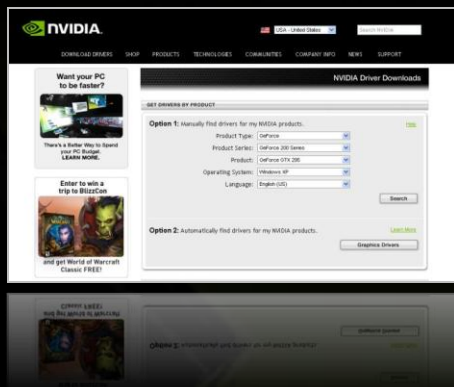 NVIDIA.
USA - United States
Search NVIDIA
DOWNLOAD DRIVERS SHOP PRODUCTS TECHNOLOGIES COMMUNITIES COMPANY INFO NEWS SUPPORT
Want your PC
to be faster?
There's a Better Way to Spend
your PC Budget.
LEARN MORE.
Enter to win a
trip to BlizzCon
and get World of Warcraft
Classic FREE!
NVIDIA Driver Downloads
GET DRIVERS BY PRODUCT
Option 1: Manually find drivers for my NVIDIA products.
Help
Product Type: GeForce
Product Series: GeForce 200 Series
Product: GeForce GTX 280
Operating System: Windows XP
Language: English (US)
Search
Option 2: Automatically find drivers for my NVIDIA products.
Learn More
Graphics Drivers